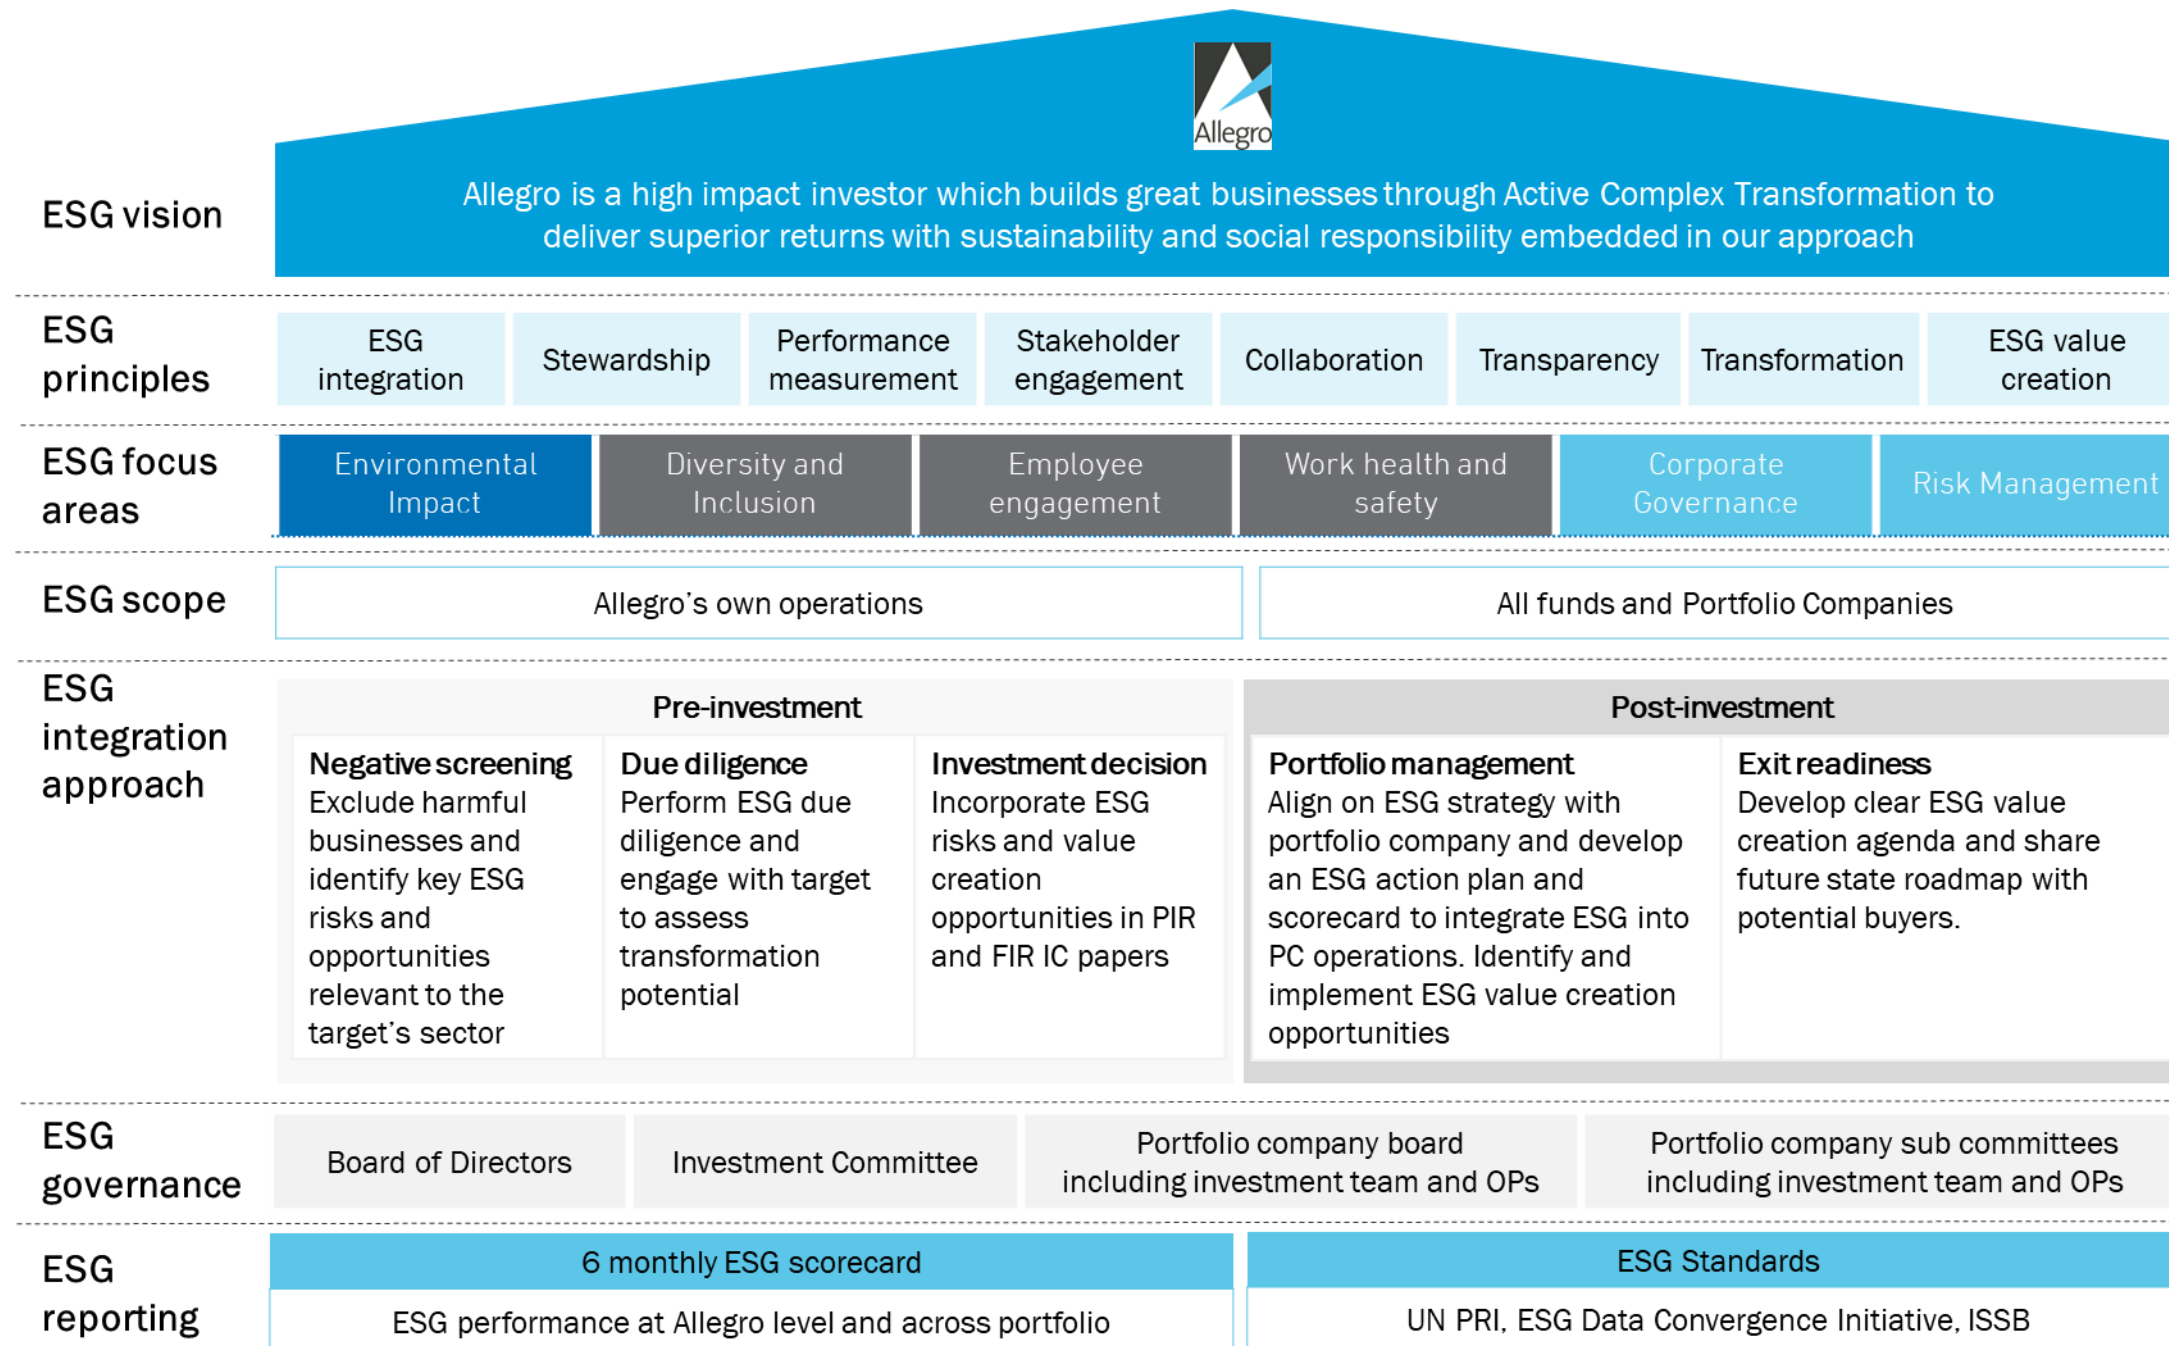 Allegro
ESG vision
Allegro is a high impact investor which builds great businesses through Active Complex Transformation to
deliver superior returns with sustainability and social responsibility embedded in our approach
ESG
principles
ESG
integration
Stewardship
Performance
measurement
Stakeholder
engagement
Collaboration
Transparency
Transformation
ESG value
creation
ESG focus
areas
Environmental
Impact
Diversity and
Inclusion
Employee
engagement
Work health and
safety
Corporate
Governance
Risk Management
ESG scope
Allegro's own operations
All funds and Portfolio Companies
ESG
integration
approach
Pre-investment
Negative screening
Exclude harmful
businesses and
identify key ESG
risks and
opportunities
relevant to the
target's sector
Due diligence
Perform ESG due
diligence and
engage with target
to assess
transformation
potential
Investment decision
Incorporate ESG
risks and value
creation
opportunities in PIR
and FIR IC papers
Post-investment
Portfolio management
Align on ESG strategy with
portfolio company and develop
an ESG action plan and
scorecard to integrate ESG into
PC operations. Identify and
implement ESG value creation
opportunities
Exit readiness
Develop clear ESG value
creation agenda and share
future state roadmap with
potential buyers.
ESG
governance
Board of Directors
Investment Committee
Portfolio company board
including investment team and OPs
Portfolio company sub committees
including investment team and OPs
ESG
reporting
6 monthly ESG scorecard
ESG performance at Allegro level and across portfolio
ESG Standards
UN PRI, ESG Data Convergence Initiative, ISSB